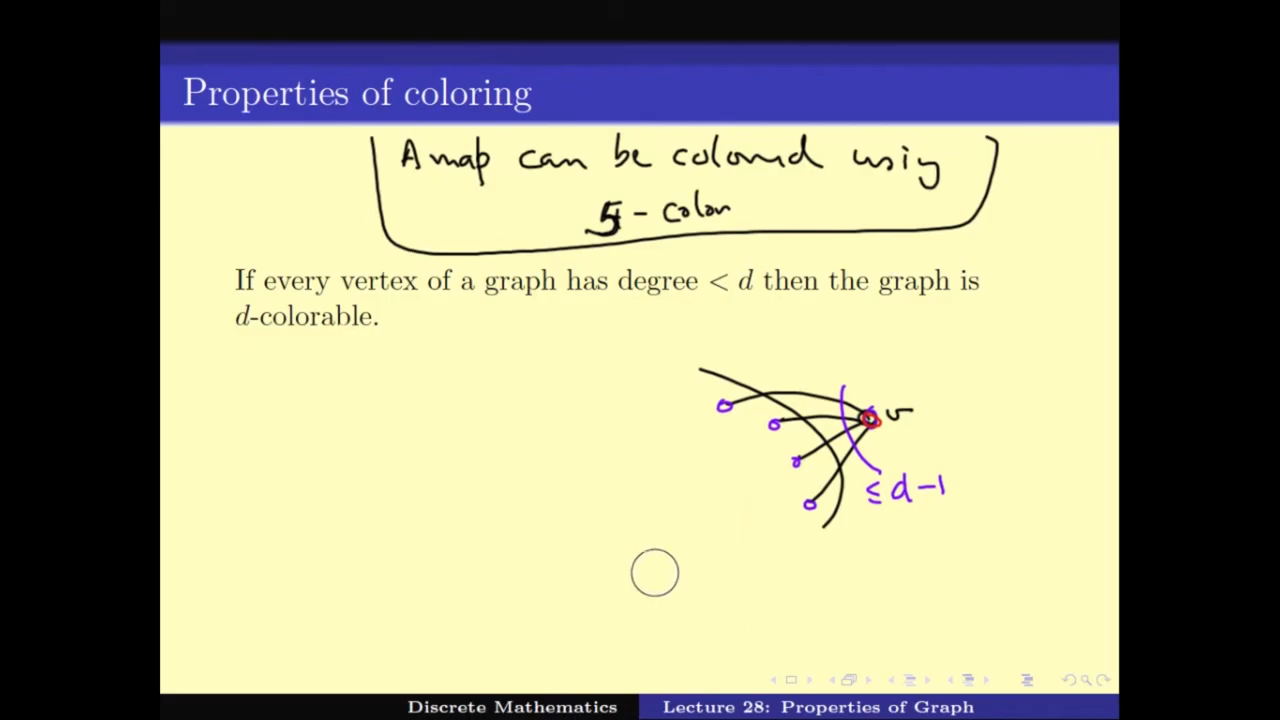 Properties of coloring
A map can be colored using
5 - color
If every vertex of a graph has degree < d then the graph is
d-colorable.
v
≤ d - 1
Discrete Mathematics Lecture 28: Properties of Graph